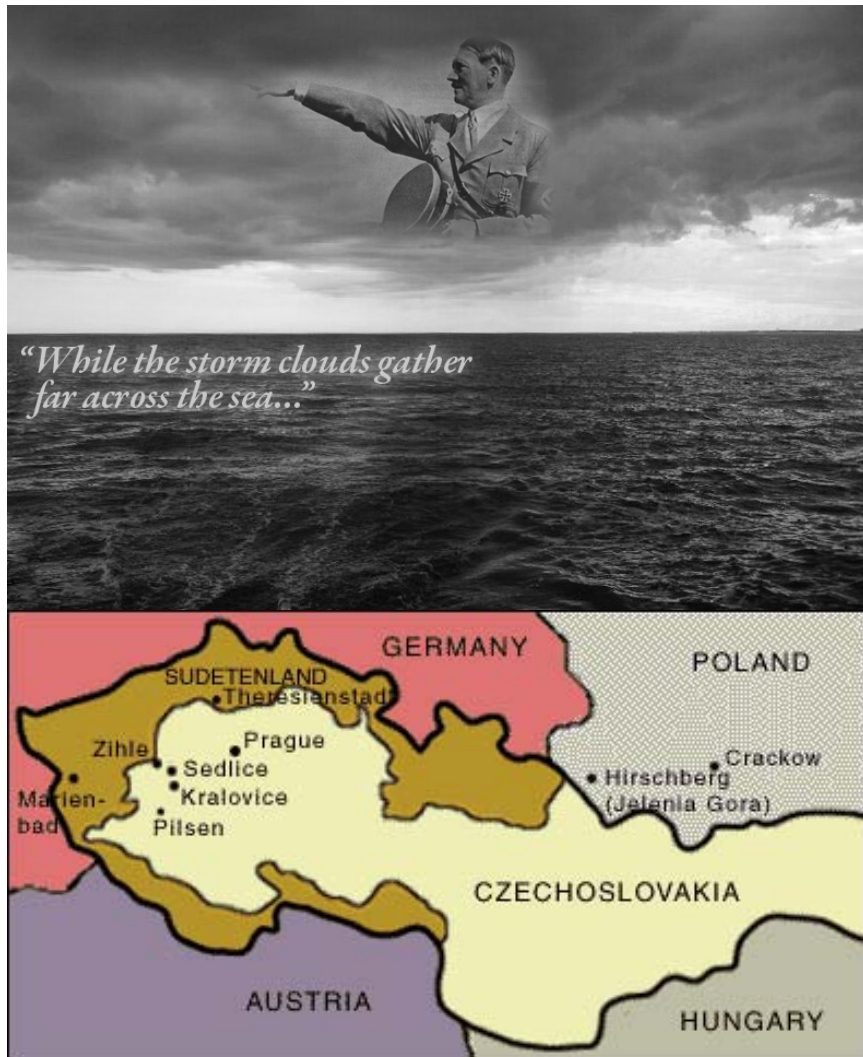 “While the storm clouds gather
far across the sea...”
GERMANY
POLAND
SUDETENLAND
Theresienstadt
Prague
Zihle
Sedlice
Crackow
Hirschberg
(Jelenia Gora)
Marien-
bad
Kralovice
Pilsen
CZECHOSLOVAKIA
AUSTRIA
HUNGARY